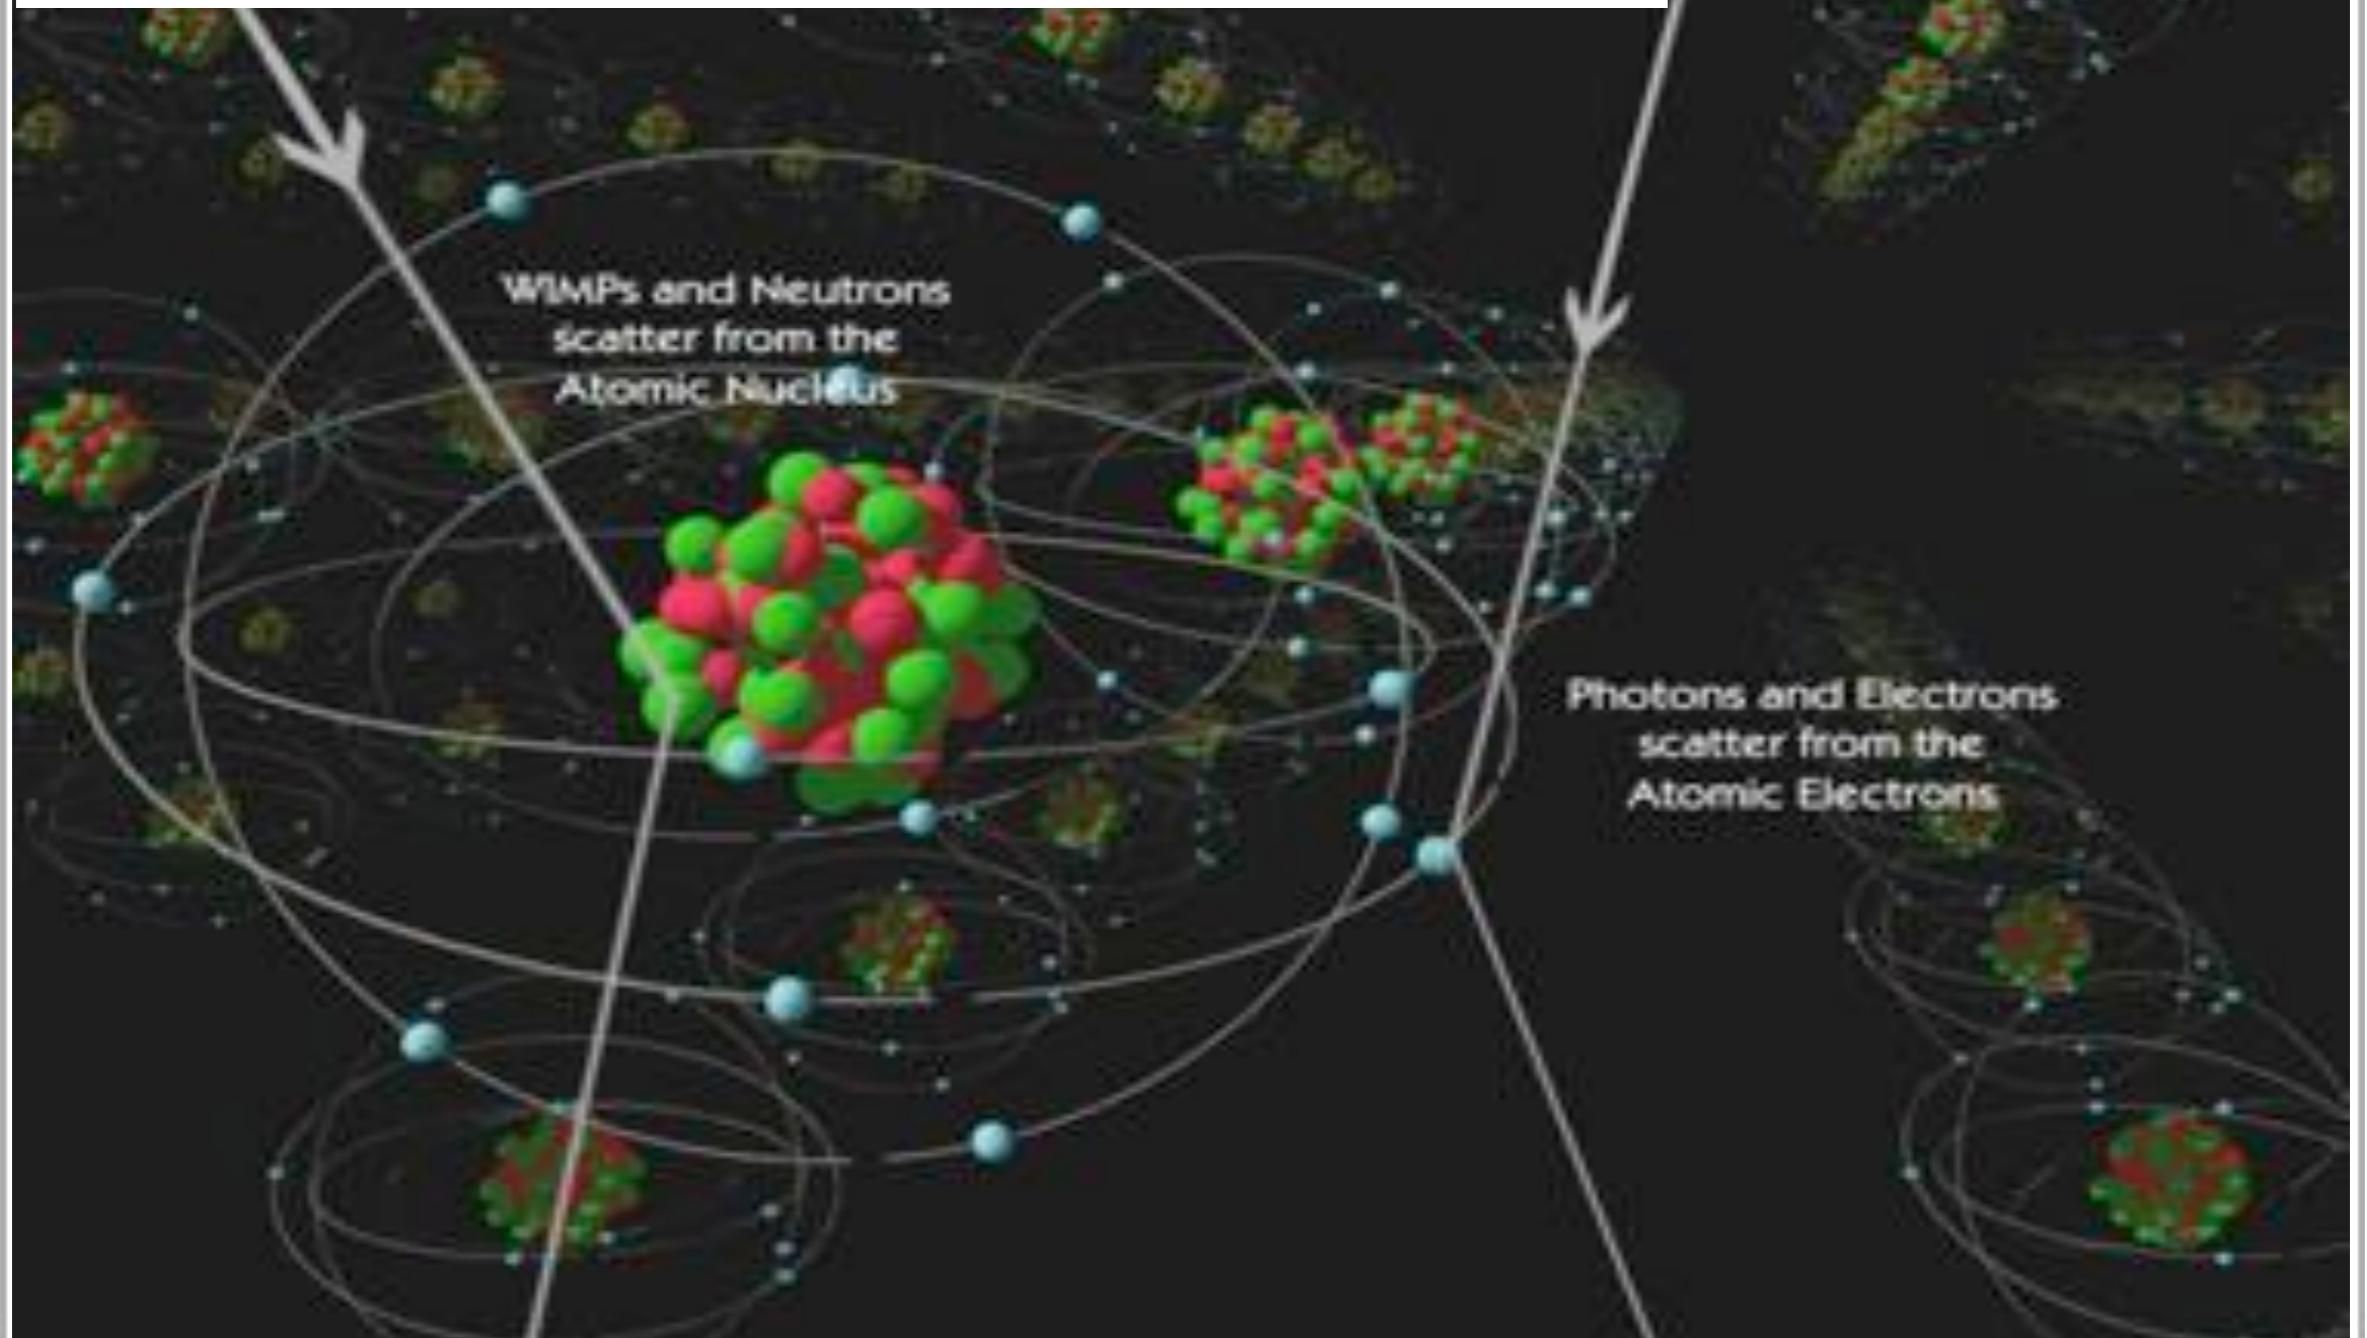 WIMPs and Neutrons
scatter from the
Atomic Nucleus
Photons and Electrons
scatter from the
Atomic Electrons